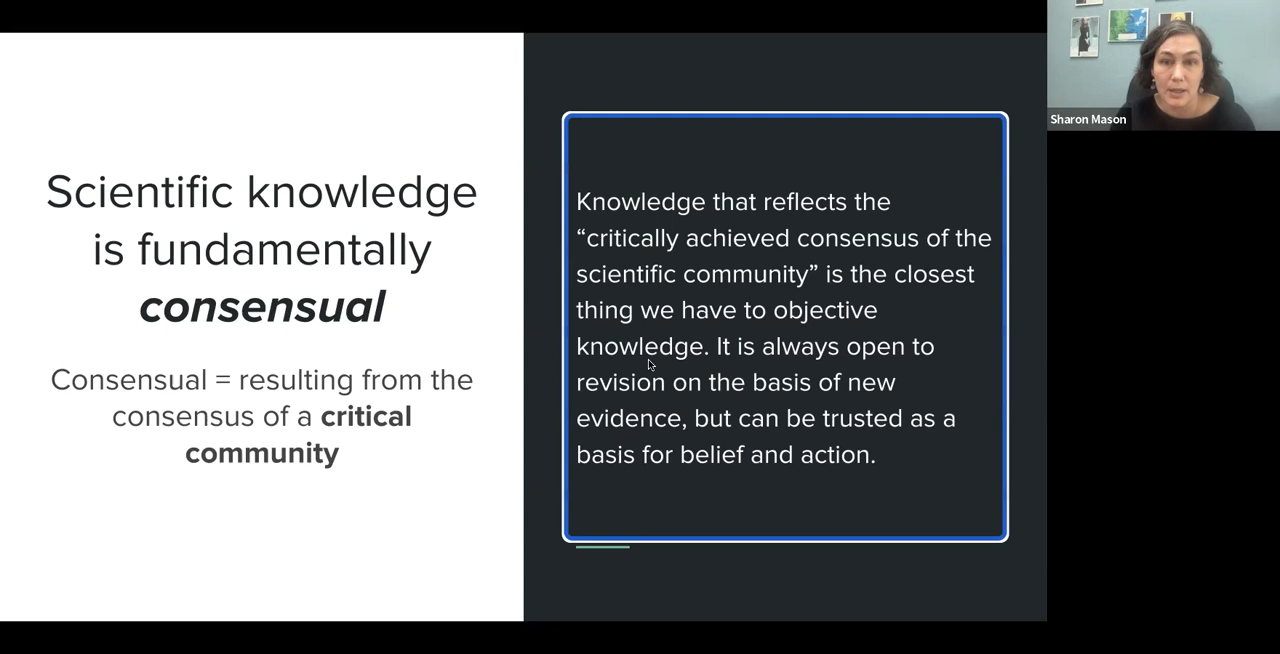 Scientific knowledge
is fundamentally
consensual
Consensual = resulting from the
consensus of a critical
community
Knowledge that reflects the
“critically achieved consensus of the
scientific community” is the closest
thing we have to objective
knowledge. It is always open to
revision on the basis of new
evidence, but can be trusted as a
basis for belief and action.
Sharon Mason